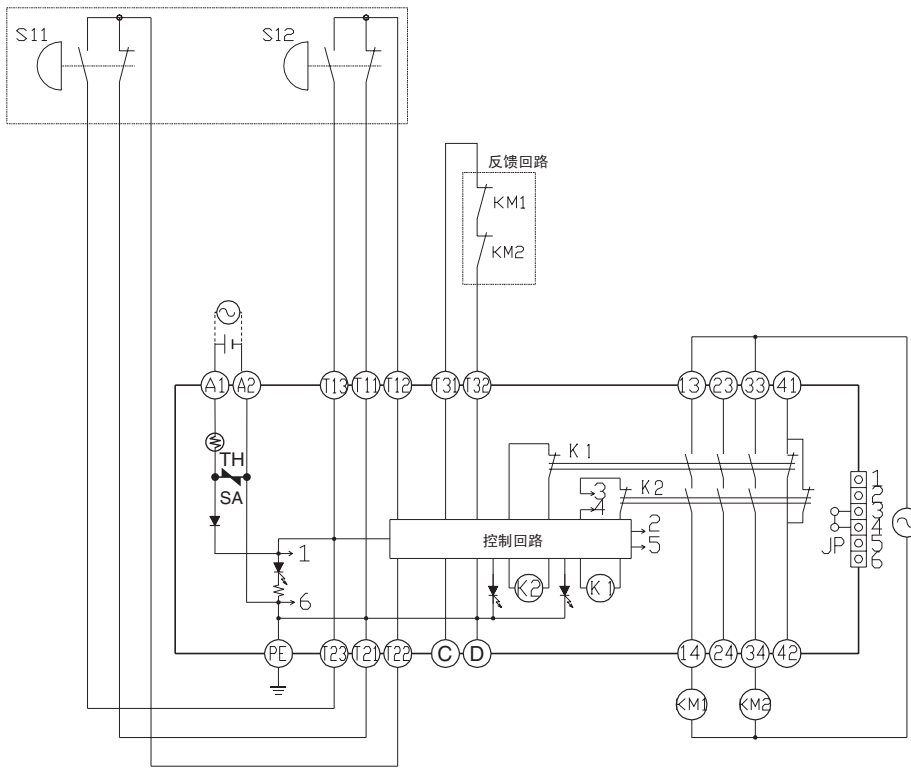 S11
S12
反馈回路
KM1
KM2
A1 A2 T13 T11 T12 T31 T32 13 23 33 41
TH
SA
K1
K2
3
4
1
2
3
4
5
6
JP
控制回路
2
5
1
6
K2
K1
PE T23 T21 T22 C D 14 24 34 42
KM1 KM2